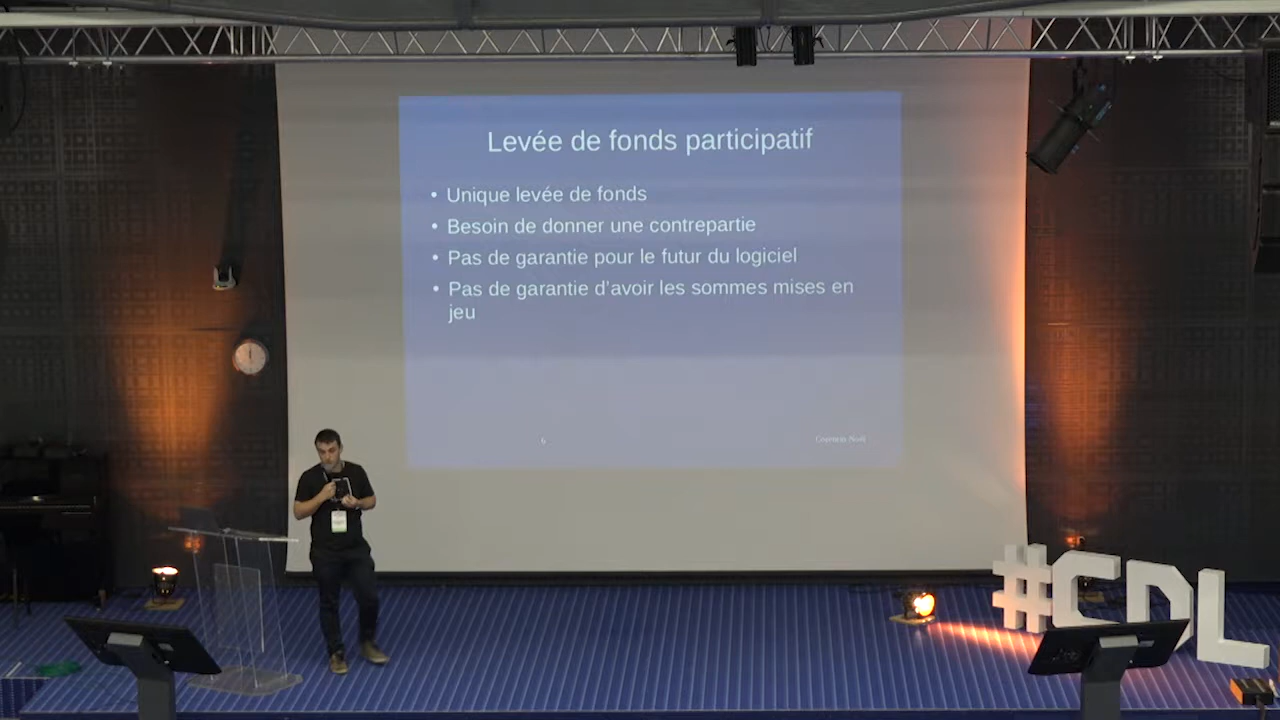 Levée de fonds participatif
• Unique levée de fonds
• Besoin de donner une contrepartie
• Pas de garantie pour le futur du logiciel
• Pas de garantie d'avoir les sommes mises en
jeu
6
#CDL